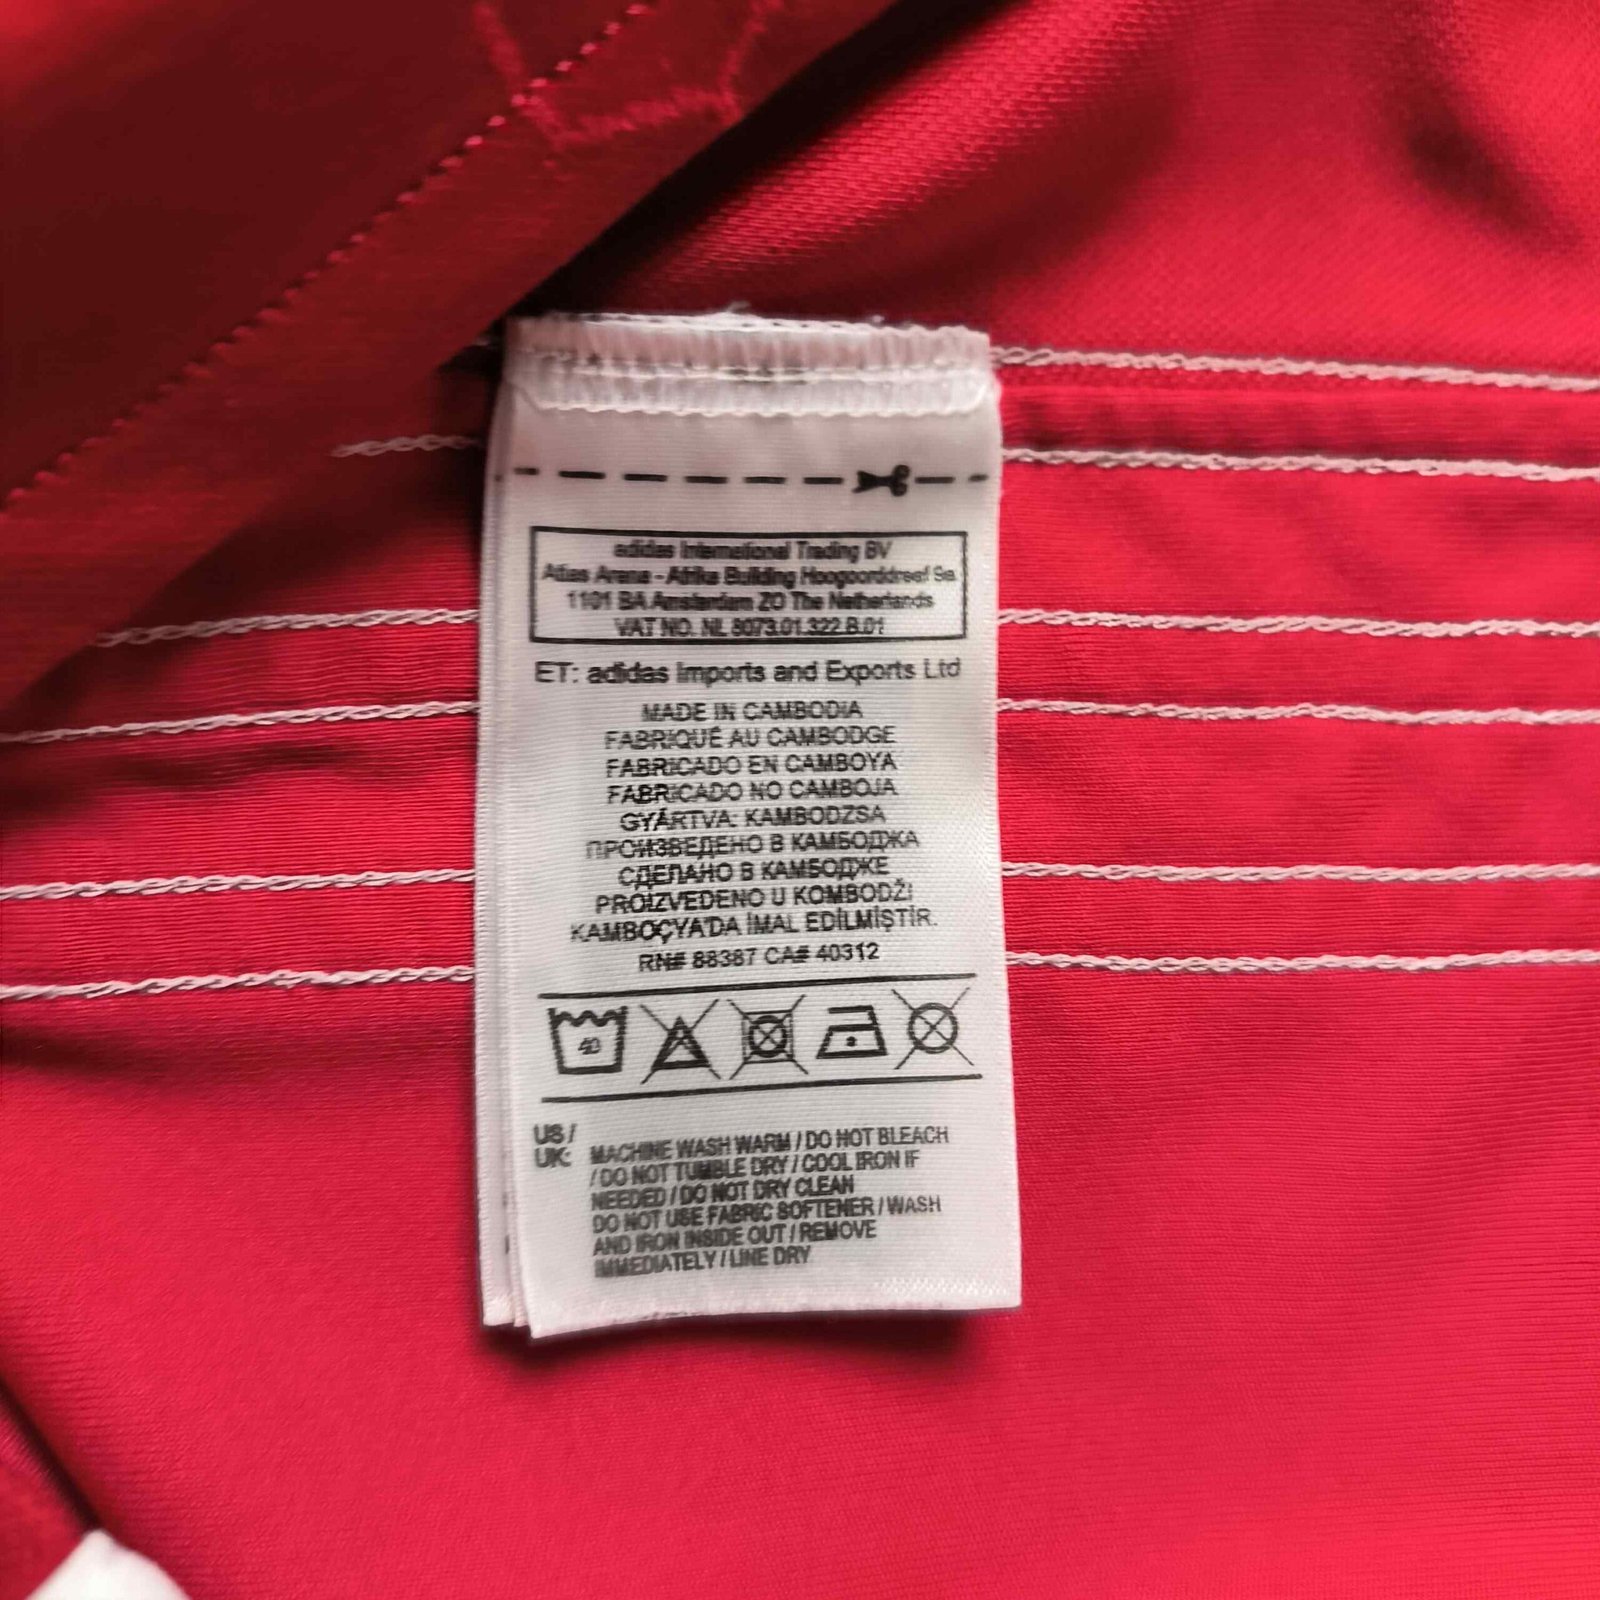 adidas International Trading BV
Atlas Arena - Afrika Building Hoogoorddreef 9a
1101 BA Amsterdam ZO The Netherlands
VAT NO. NL 8073.01.322.B.01
ET: adidas Imports and Exports Ltd
MADE IN CAMBODIA
FABRIQUÉ AU CAMBODGE
FABRICADO EN CAMBOYA
FABRICADO NO CAMBOJA
GYÁRTVA: KAMBODZSA
ПРОИЗВЕДЕНО В КАМБОДЖА
СДЕЛАНО В КАМБОДЖЕ
PROIZVEDENO U KOMBODŽI
KAMBOÇYA'DA İMAL EDİLMİŞTİR.
RN# 88387 CA# 40312
40
US /
UK:
MACHINE WASH WARM / DO NOT BLEACH
/ DO NOT TUMBLE DRY / COOL IRON IF
NEEDED / DO NOT DRY CLEAN
DO NOT USE FABRIC SOFTENER / WASH
AND IRON INSIDE OUT / REMOVE
IMMEDIATELY / LINE DRY